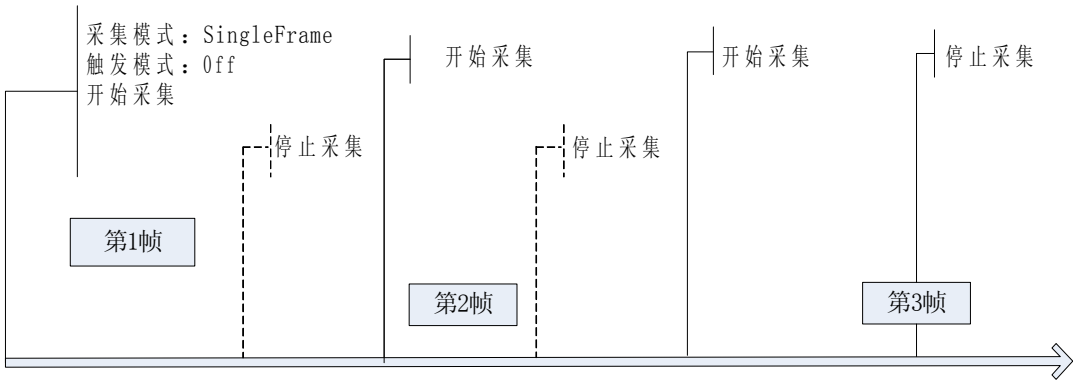 采集模式：SingleFrame
触发模式：Off
开始采集
开始采集
开始采集
停止采集
停止采集
停止采集
第1帧
第2帧
第3帧